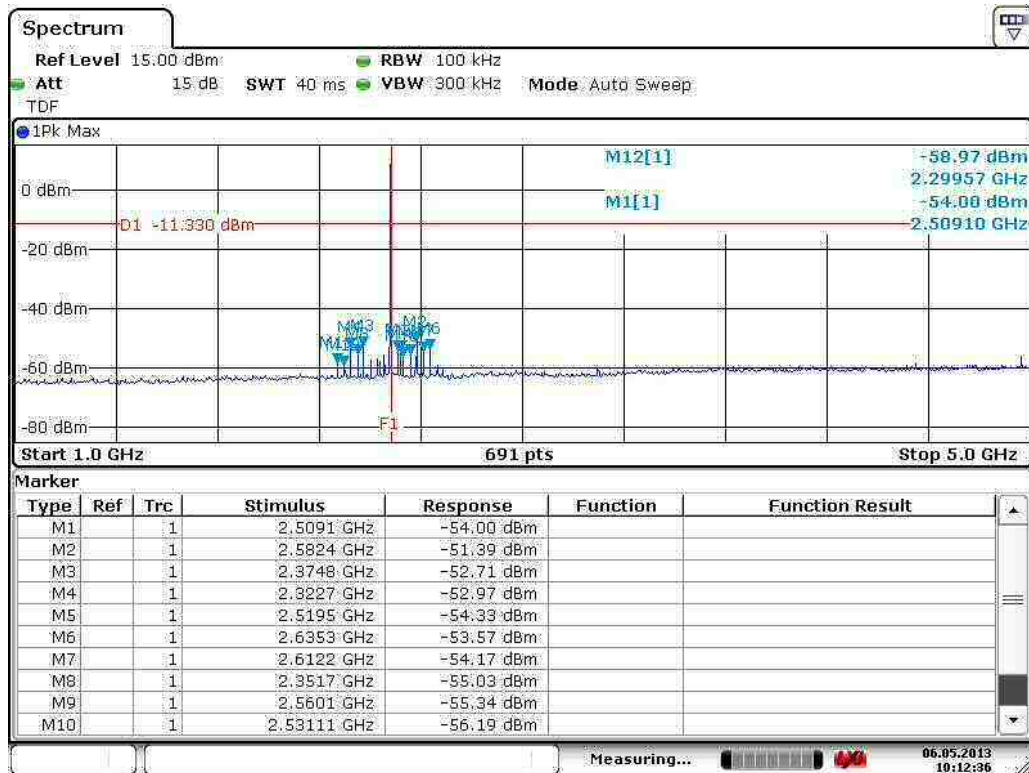 Spectrum
Ref Level 15.00 dBm RBW 100 kHz
Att 15 dB SWT 40 ms VBW 300 kHz Mode Auto Sweep
TDF
1Pk Max
M12[1] -58.97 dBm
2.29957 GHz
0 dBm
M1[1] -54.00 dBm
2.50910 GHz
D1 -11.330 dBm
-20 dBm
-40 dBm
-60 dBm
-80 dBm
F1
Start 1.0 GHz 691 pts Stop 5.0 GHz
Marker
Type Ref Trc Stimulus Response Function Function Result
M1 1 2.5091 GHz -54.00 dBm
M2 1 2.5824 GHz -51.39 dBm
M3 1 2.3748 GHz -52.71 dBm
M4 1 2.3227 GHz -52.97 dBm
M5 1 2.5195 GHz -54.33 dBm
M6 1 2.6353 GHz -53.57 dBm
M7 1 2.6122 GHz -54.17 dBm
M8 1 2.3517 GHz -55.03 dBm
M9 1 2.5601 GHz -55.34 dBm
M10 1 2.53111 GHz -56.19 dBm
Measuring... 06.05.2013
10:12:36